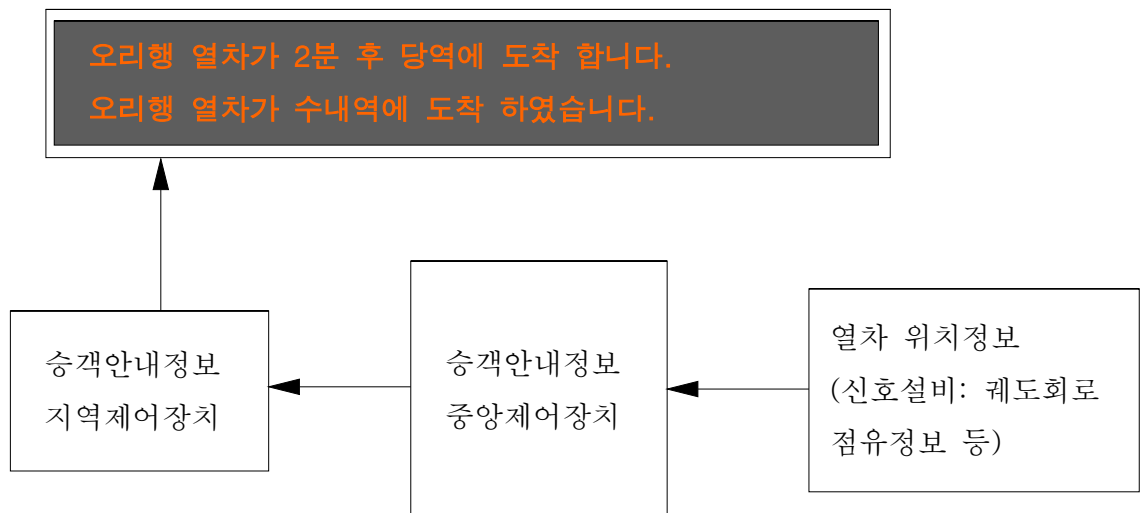 오리행 열차가 2분 후 당역에 도착 합니다.
오리행 열차가 수내역에 도착 하였습니다.
승객안내정보
지역제어장치
승객안내정보
중앙제어장치
열차 위치정보
(신호설비: 궤도회로
점유정보 등)